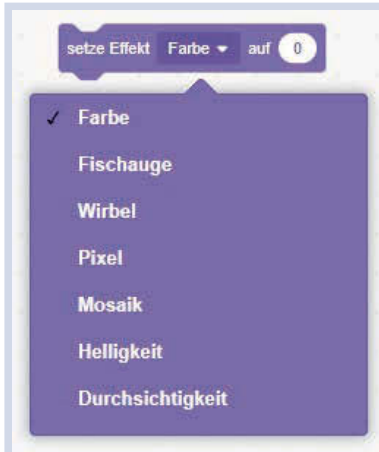 setze Effekt Farbe auf 0
Farbe
Fischauge
Wirbel
Pixel
Mosaik
Helligkeit
Durchsichtigkeit